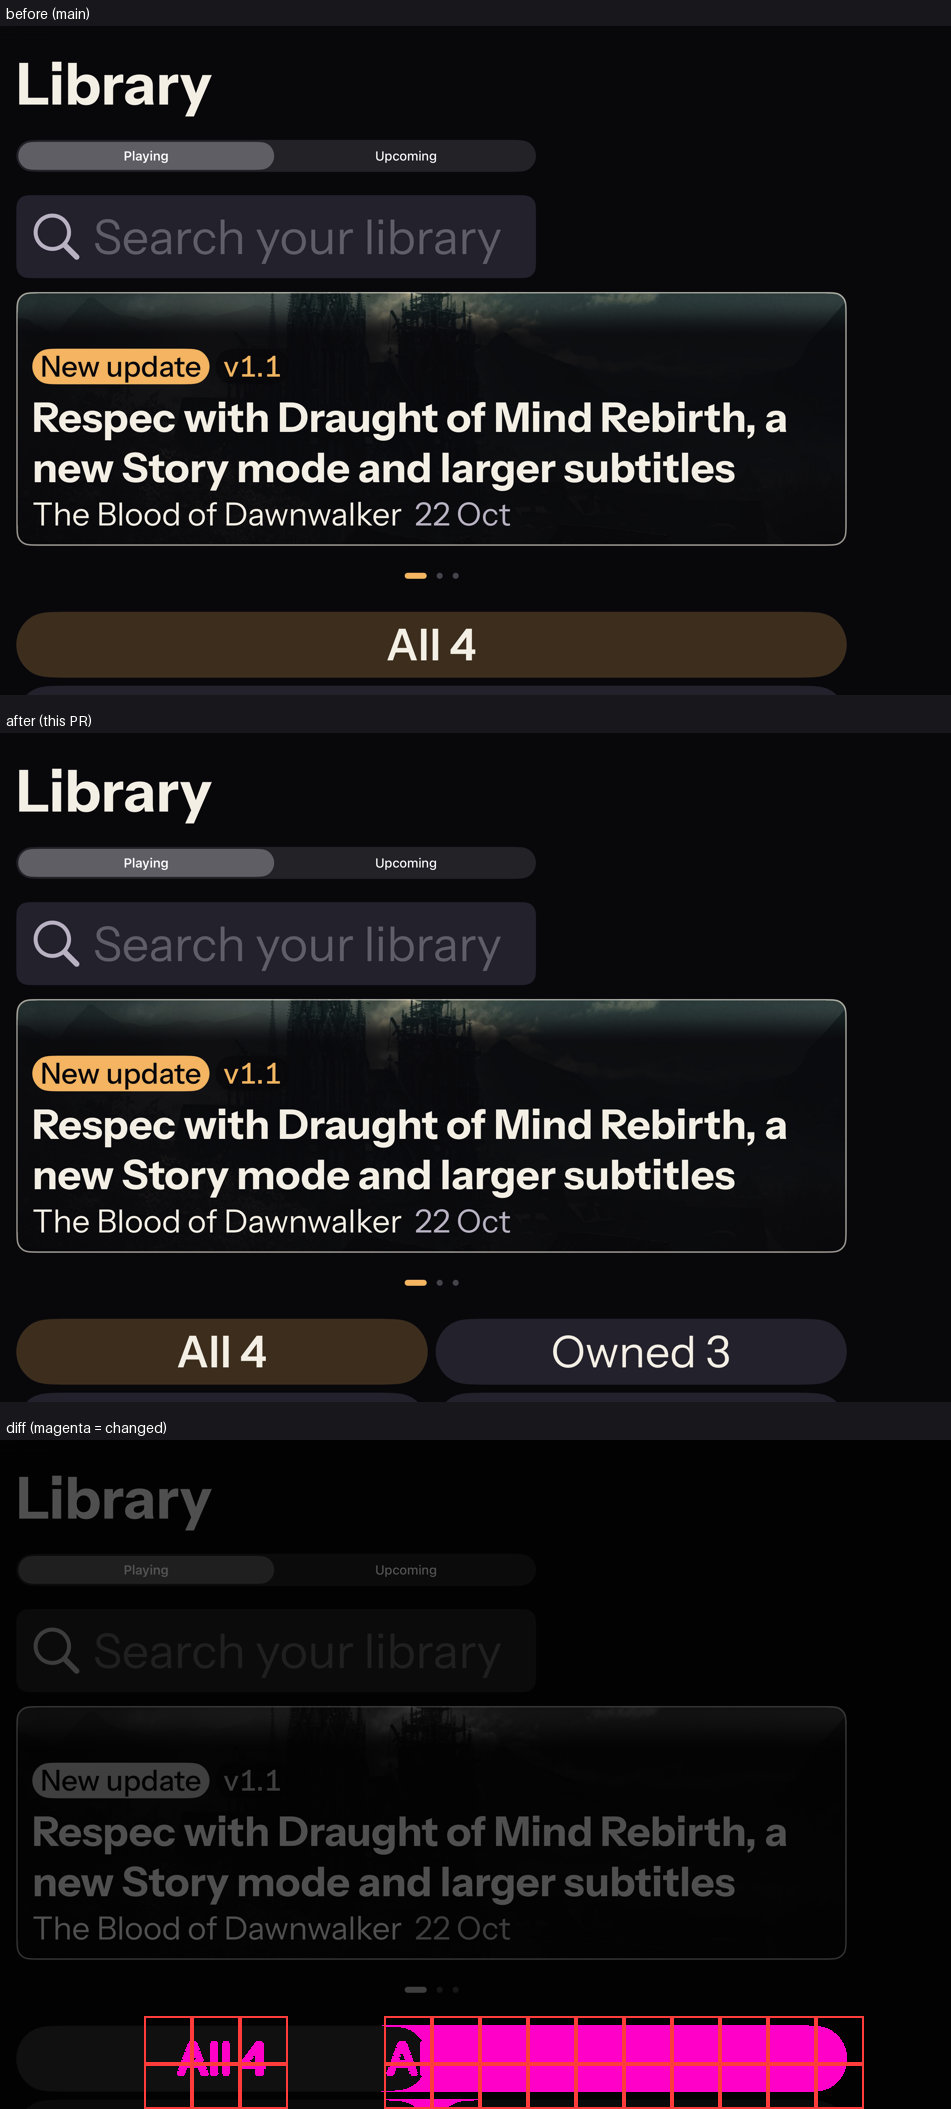 before (main)
Library
Playing Upcoming
Search your library
New update v1.1
Respec with Draught of Mind Rebirth, a
new Story mode and larger subtitles
The Blood of Dawnwalker 22 Oct
All 4
after (this PR)
Library
Playing Upcoming
Search your library
New update v1.1
Respec with Draught of Mind Rebirth, a
new Story mode and larger subtitles
The Blood of Dawnwalker 22 Oct
All 4 Owned 3
diff (magenta = changed)
Library
Playing Upcoming
Search your library
New update v1.1
Respec with Draught of Mind Rebirth, a
new Story mode and larger subtitles
The Blood of Dawnwalker 22 Oct
All 4 A